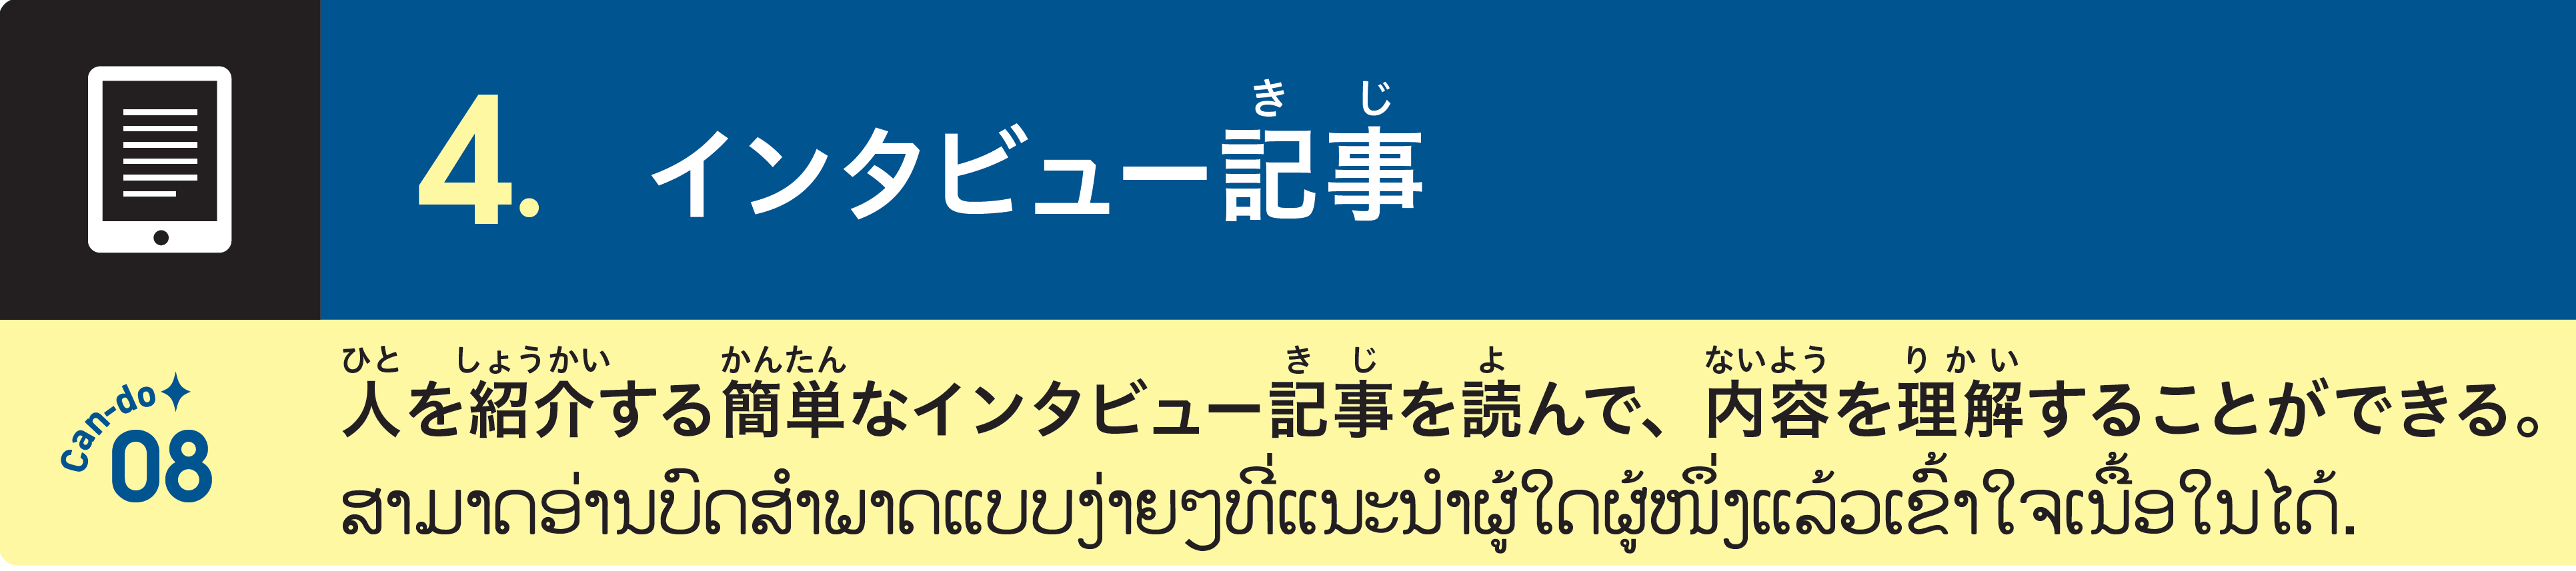 4. インタビュー記事
きじ
can-do 08
ひと しょうかい かんたん きじ よ ないよう りかい
人を紹介する簡単なインタビュー記事を読んで、内容を理解することができる。
ສາມາດອ່ານບົດສຳພາດແບບງ່າຍໆທີ່ແນະນຳຜູ້ໃດຜູ້ໜຶ່ງແລ້ວເຂົ້າໃຈເນື້ອໃນໄດ້.